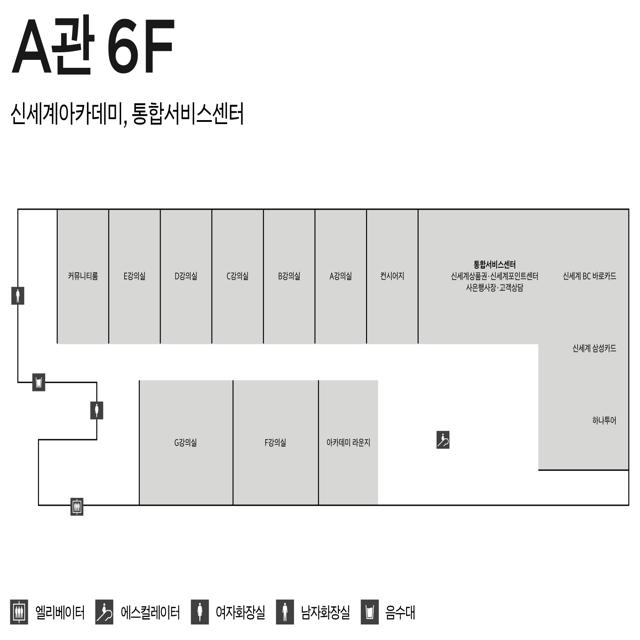 A관 6F
신세계아카데미, 통합서비스센터
커뮤니티룸
E강의실
D강의실
C강의실
B강의실
A강의실
컨시어지
통합서비스센터
신세계상품권·신세계포인트센터
사은행사장·고객상담
신세계 BC 바로카드
신세계 삼성카드
하나투어
G강의실
F강의실
아카데미 라운지
엘리베이터
에스컬레이터
여자화장실
남자화장실
음수대